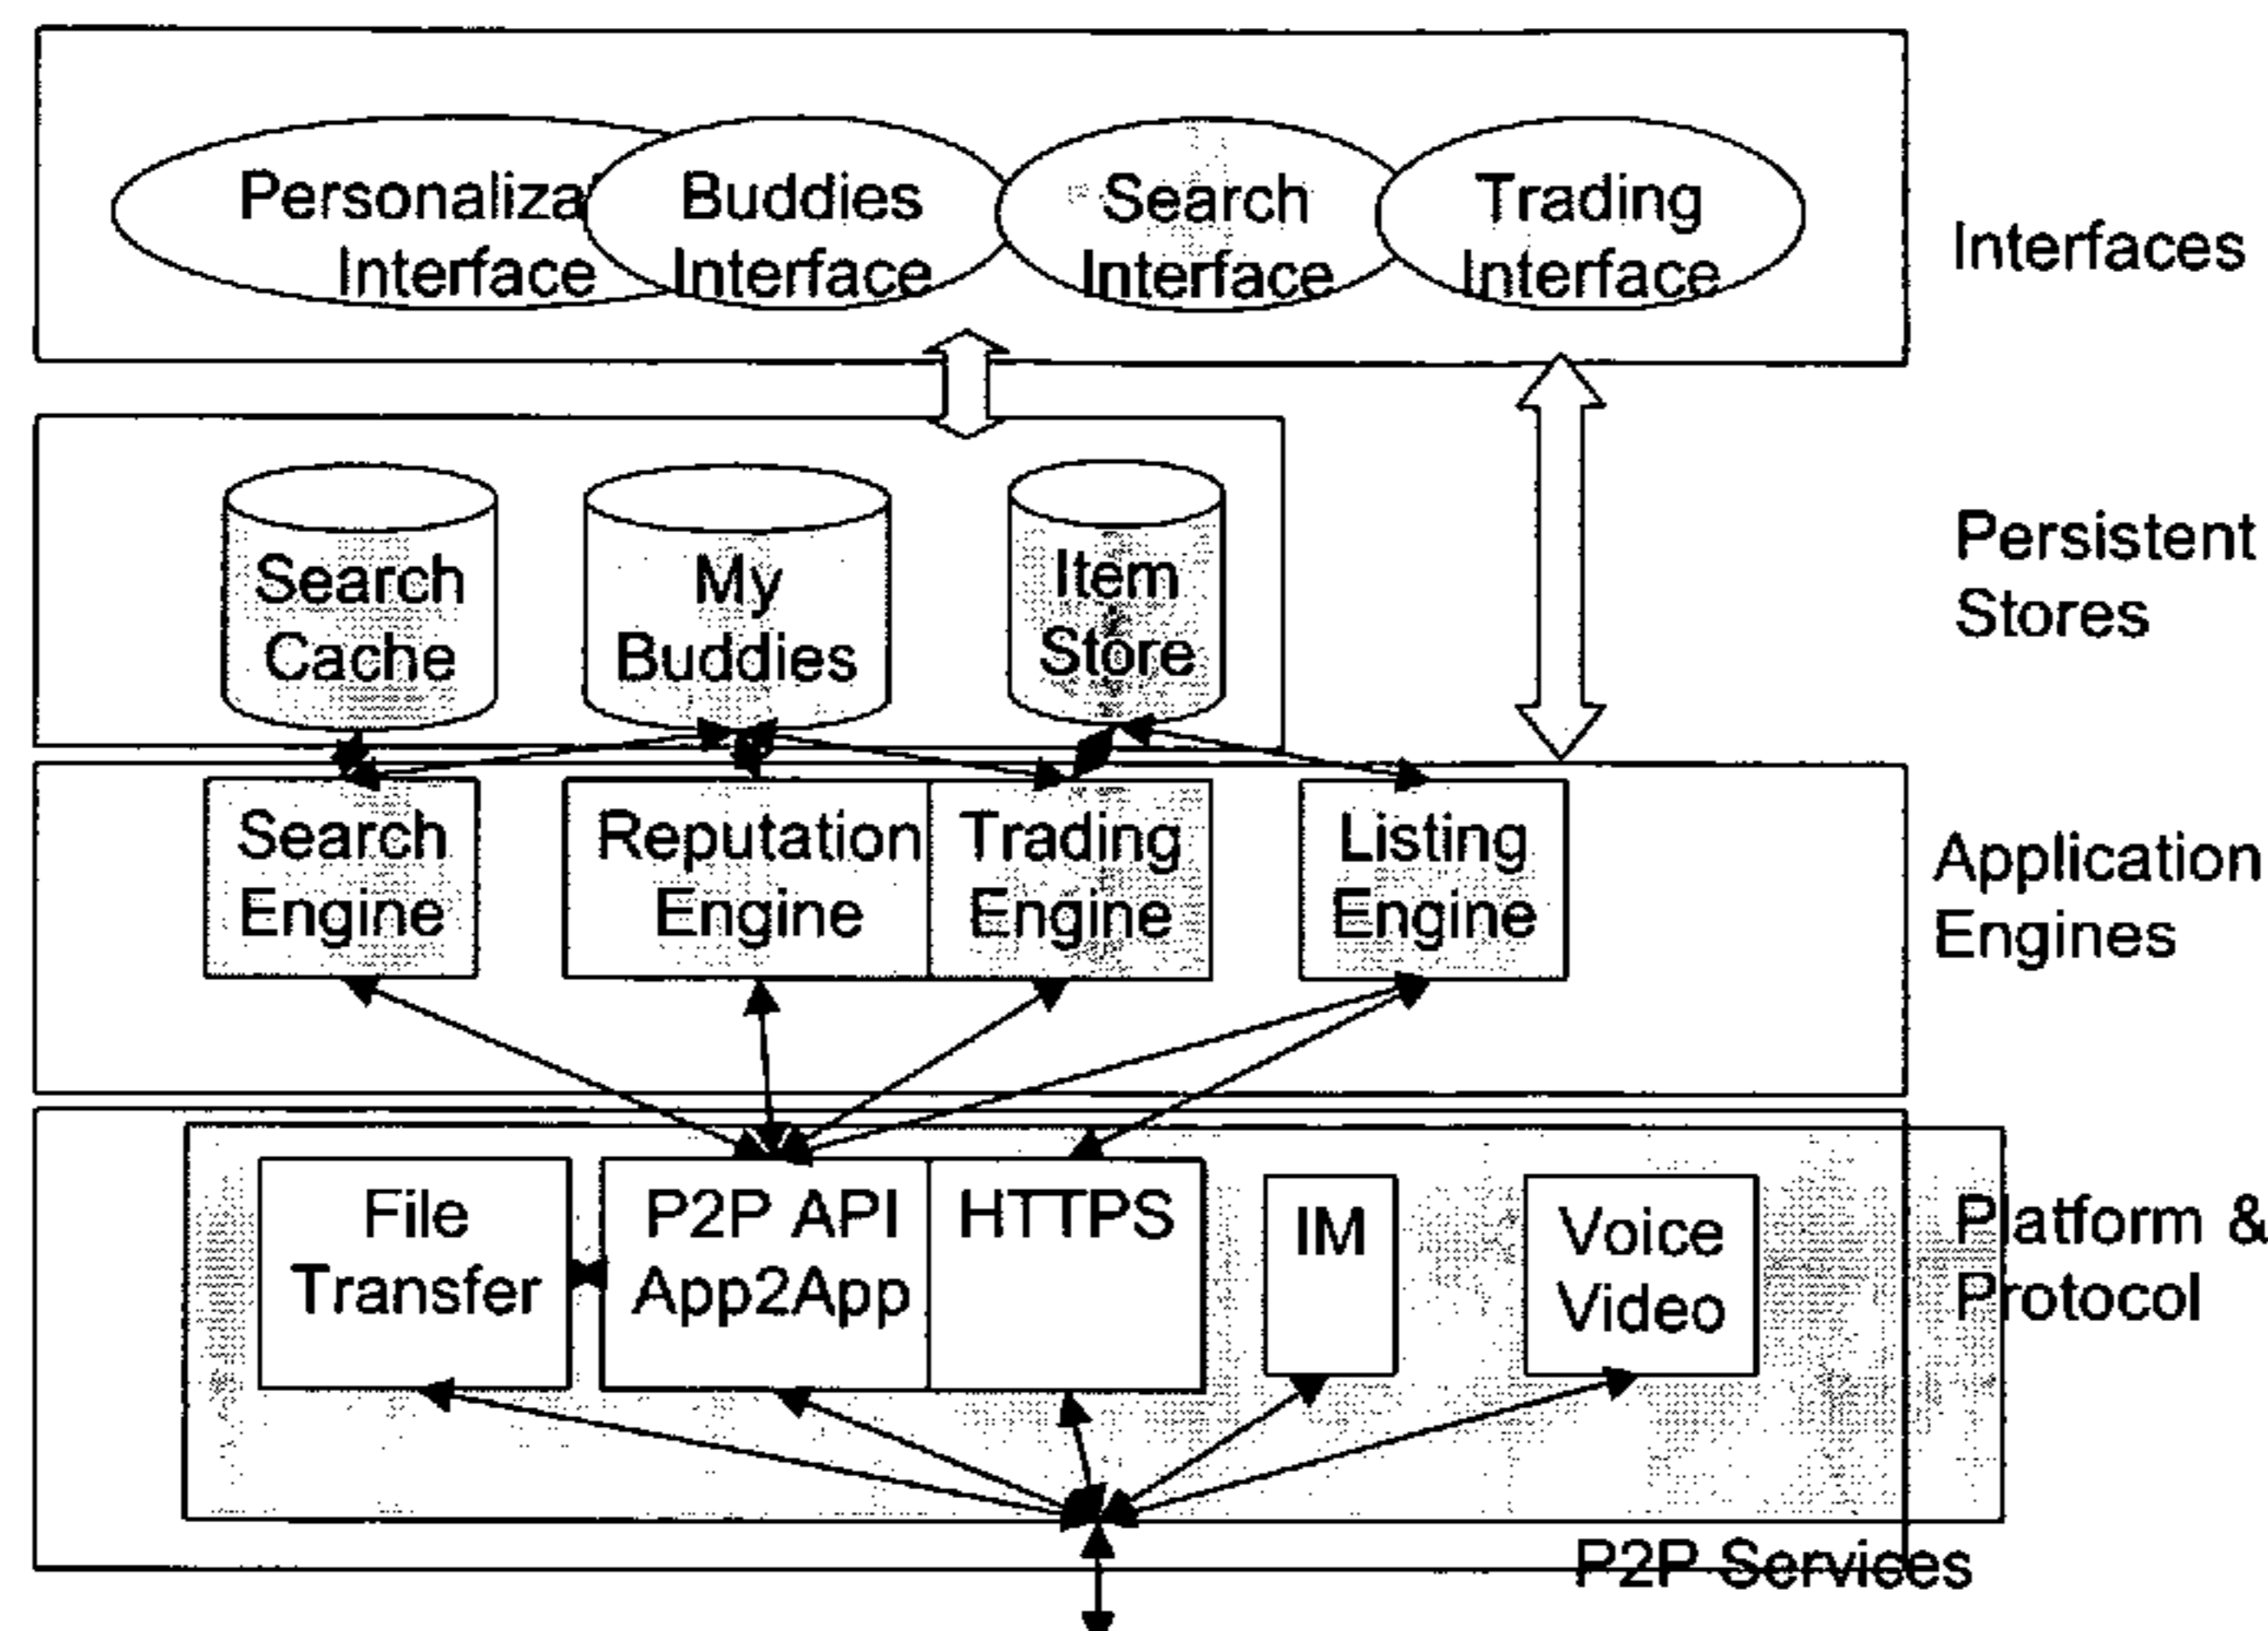 Personaliza
Interface
Buddies
Interface
Search
Interface
Trading
Interface
Interfaces
Search
Cache
My
Buddies
Item
Store
Persistent
Stores
Search
Engine
Reputation
Engine
Trading
Engine
Listing
Engine
Application
Engines
File
Transfer
P2P API
App2App
HTTPS
IM
Voice
Video
Platform &
Protocol
P2P Services